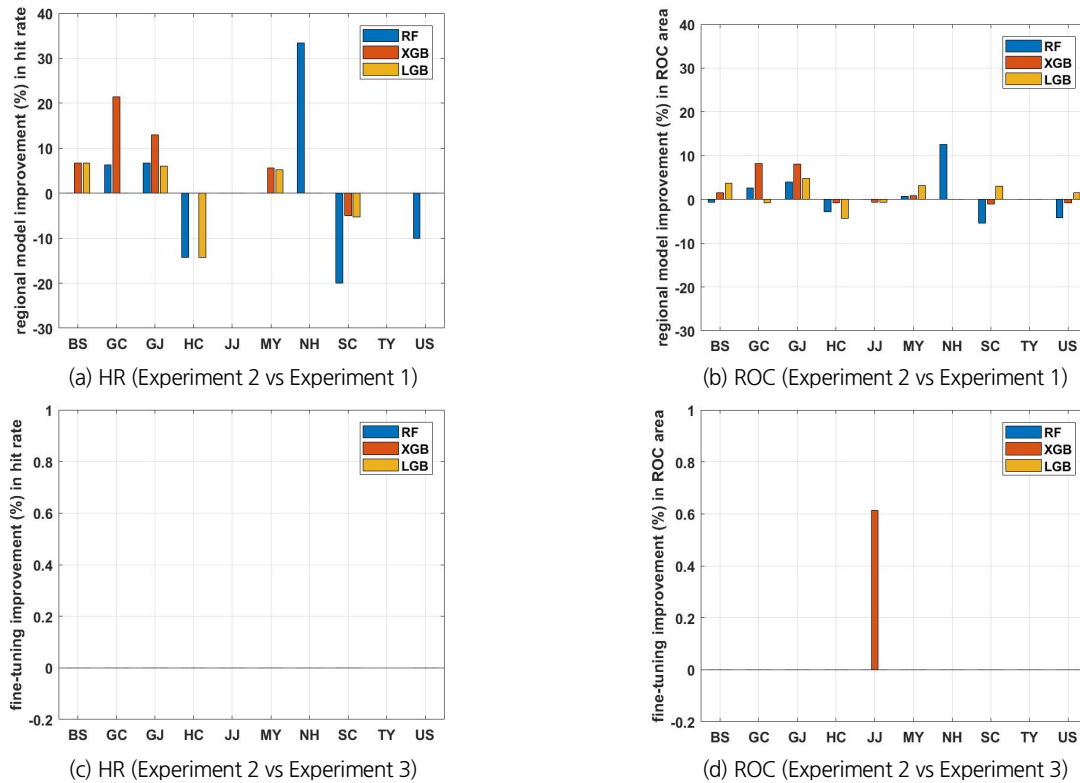 regional model improvement (%) in hit rate
40
30
20
10
0
-10
-20
-30
RF
XGB
LGB
BS GC GJ HC JJ MY NH SC TY US
(a) HR (Experiment 2 vs Experiment 1)
regional model improvement (%) in ROC area
40
30
20
10
0
-10
-20
-30
RF
XGB
LGB
BS GC GJ HC JJ MY NH SC TY US
(b) ROC (Experiment 2 vs Experiment 1)
fine-tuning improvement (%) in hit rate
1
0.8
0.6
0.4
0.2
0
-0.2
RF
XGB
LGB
BS GC GJ HC JJ MY NH SC TY US
(c) HR (Experiment 2 vs Experiment 3)
fine-tuning improvement (%) in ROC area
1
0.8
0.6
0.4
0.2
0
-0.2
RF
XGB
LGB
BS GC GJ HC JJ MY NH SC TY US
(d) ROC (Experiment 2 vs Experiment 3)